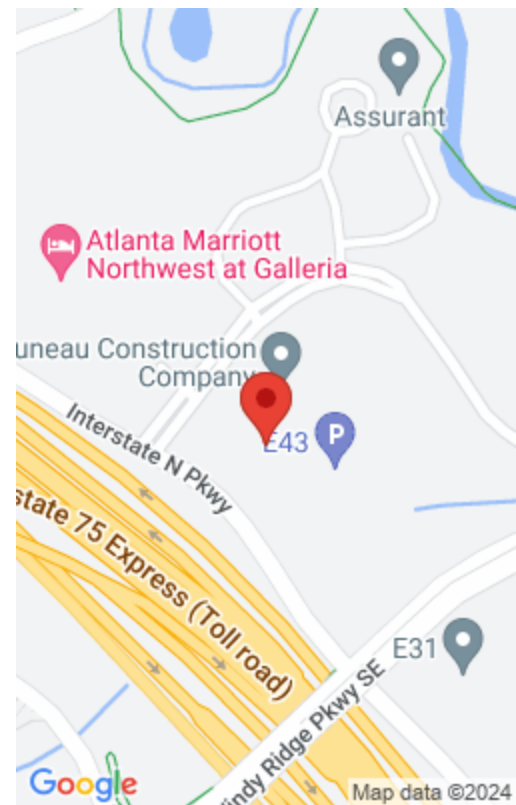 Assurant
Atlanta Marriott
Northwest at Galleria
uneau Construction
Company
E43
P
Interstate N Pkwy
state 75 Express (Toll road)
E31
indy Ridge Pkwy SE
Google
Map data ©2024